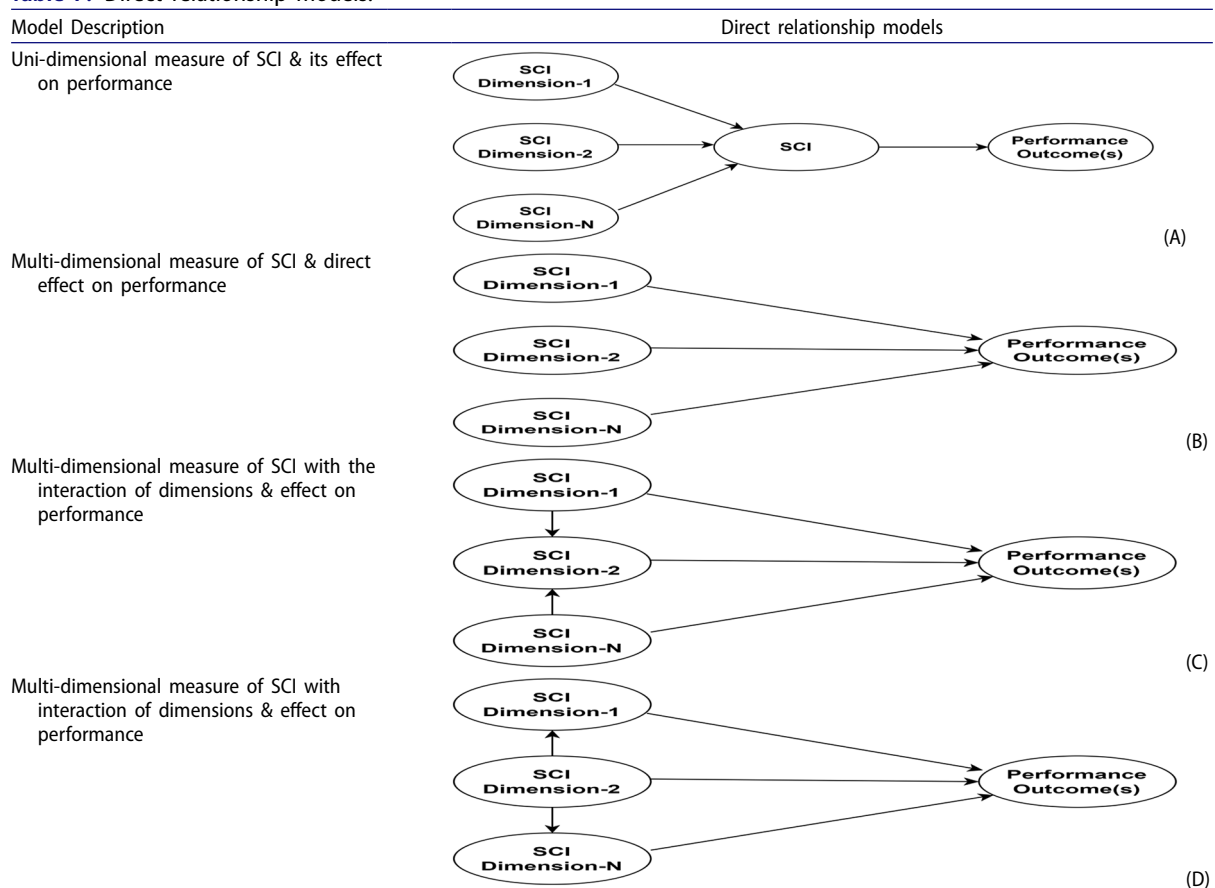 Direct relationship models.
Model Description
Direct relationship models
Uni-dimensional measure of SCI & its effect
on performance
SCI
Dimension-1
SCI
Dimension-2
SCI
Dimension-N
SCI
Performance
Outcome(s)
(A)
Multi-dimensional measure of SCI & direct
effect on performance
SCI
Dimension-1
SCI
Dimension-2
SCI
Dimension-N
Performance
Outcome(s)
(B)
Multi-dimensional measure of SCI with the
interaction of dimensions & effect on
performance
SCI
Dimension-1
SCI
Dimension-2
SCI
Dimension-N
Performance
Outcome(s)
(C)
Multi-dimensional measure of SCI with
interaction of dimensions & effect on
performance
SCI
Dimension-1
SCI
Dimension-2
SCI
Dimension-N
Performance
Outcome(s)
(D)